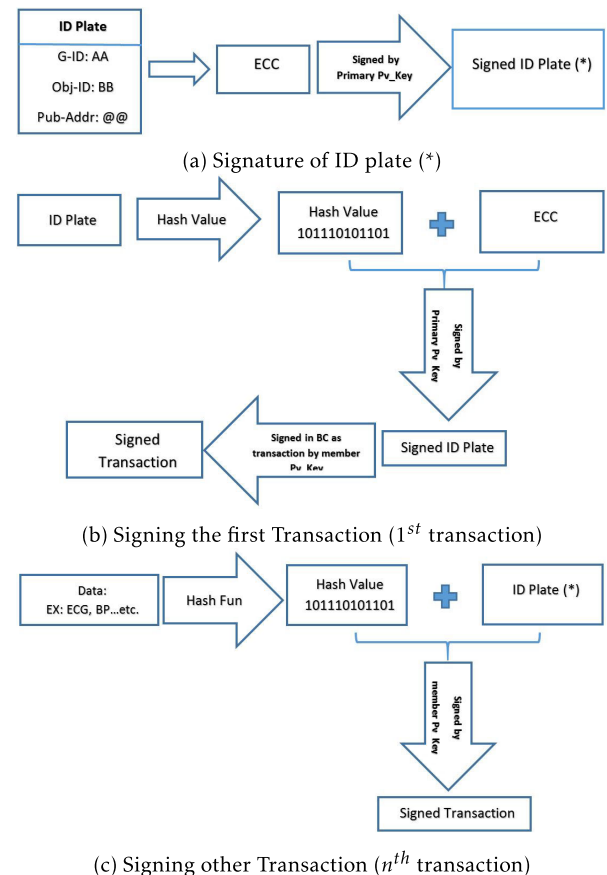 ID Plate
G-ID: AA
Obj-ID: BB
Pub-Addr: @@
ECC
Signed by
Primary Pv_Key
Signed ID Plate (*)
(a) Signature of ID plate (*)
ID Plate
Hash Value
Hash Value
101110101101
ECC
Signed by
Primary Pv_Key
Signed ID Plate
Signed in BC as
transaction by member
Pv_Key
Signed
Transaction
(b) Signing the first Transaction (1st transaction)
Data:
EX: ECG, BP...etc.
Hash Fun
Hash Value
101110101101
ID Plate (*)
Signed by
member Pv_Key
Signed Transaction
(c) Signing other Transaction (nth transaction)